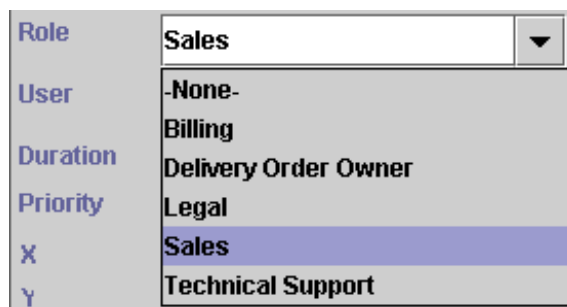 Role
Sales
User
-None-
Billing
Duration
Delivery Order Owner
Priority
Legal
X
Sales
Y
Technical Support